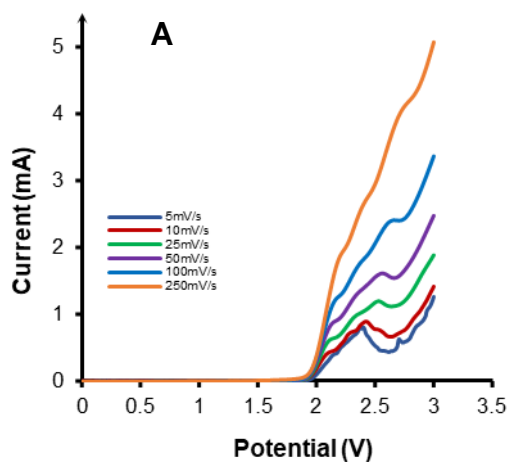 A
Current (mA)
5
4
3
2
1
0
5mV/s
10mV/s
25mV/s
50mV/s
100mV/s
250mV/s
0 0.5 1 1.5 2 2.5 3 3.5
Potential (V)